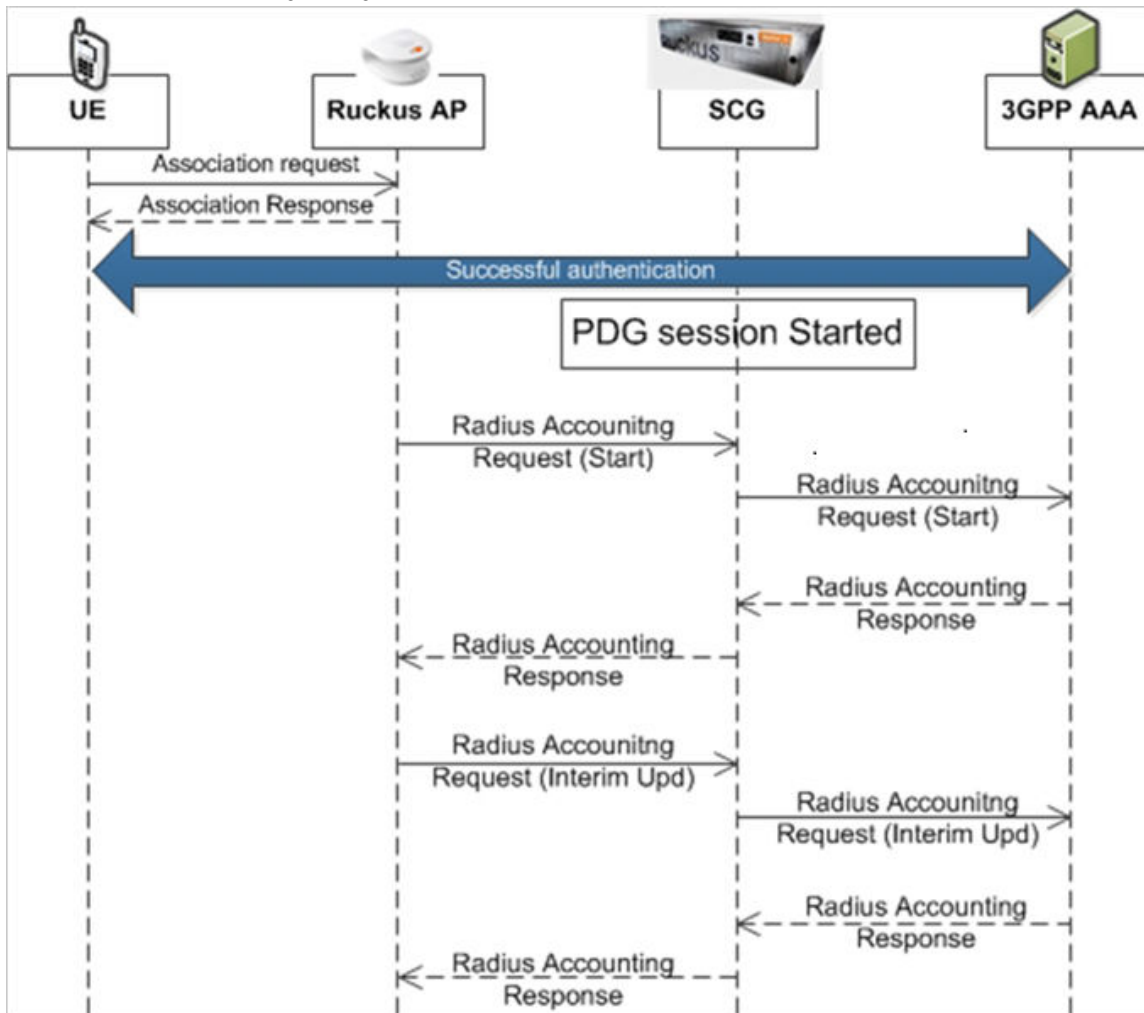 UE
Ruckus AP
Ruckus
SCG
3GPP AAA
Association request
Association Response
Successful authentication
PDG session Started
Radius Accounitng
Request (Start)
Radius Accounitng
Request (Start)
Radius Accounting
Response
Radius Accounting
Response
Radius Accounitng
Request (Interim Upd)
Radius Accounitng
Request (Interim Upd)
Radius Accounting
Response
Radius Accounting
Response